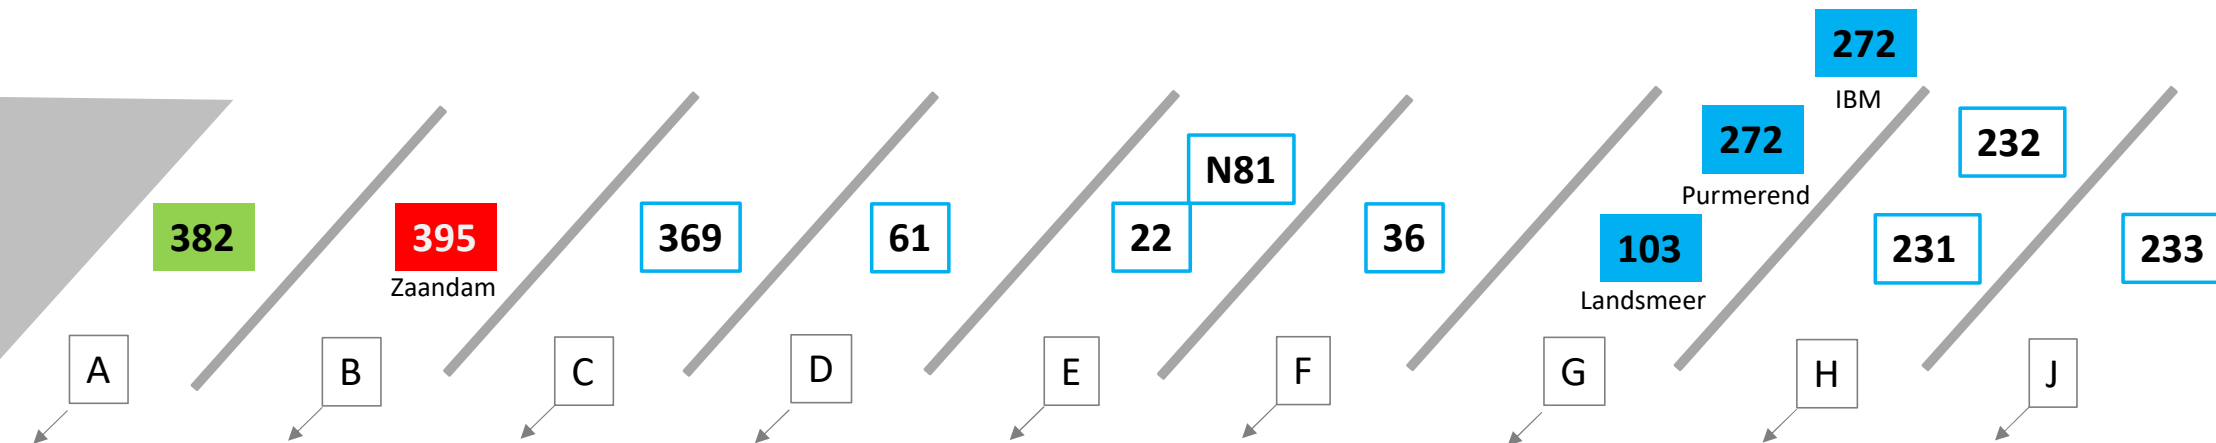 272
IBM
272
Purmerend
232
N81
382
395
Zaandam
369
61
22
36
103
Landsmeer
231
233
A
B
C
D
E
F
G
H
J